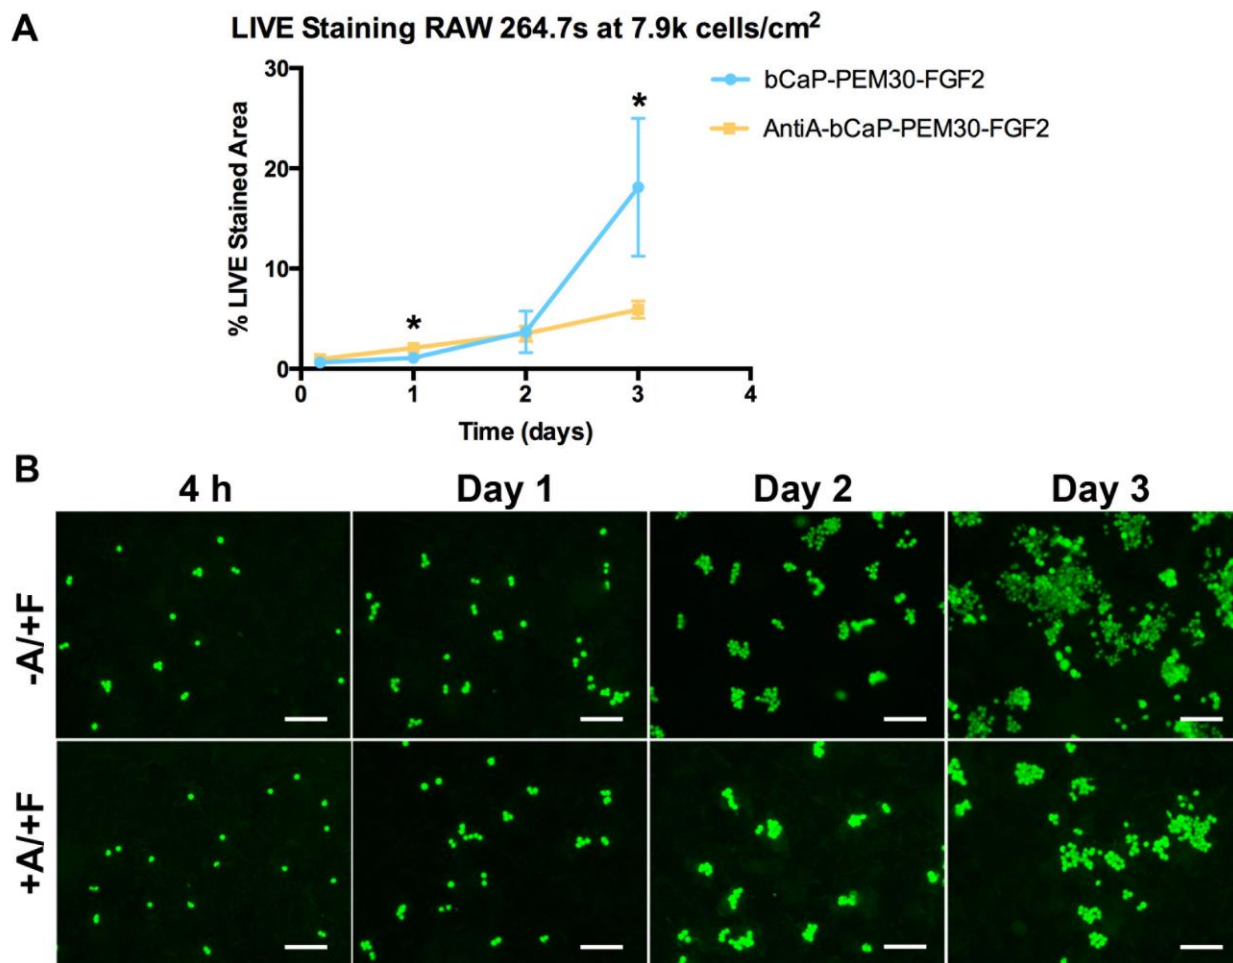 A
LIVE Staining RAW 264.7s at 7.9k cells/cm²
30
20
10
0
% LIVE Stained Area
*
*
bCaP-PEM30-FGF2
AntiA-bCaP-PEM30-FGF2
0 1 2 3 4
Time (days)
B
4 h Day 1 Day 2 Day 3
-A/+F
+A/+F